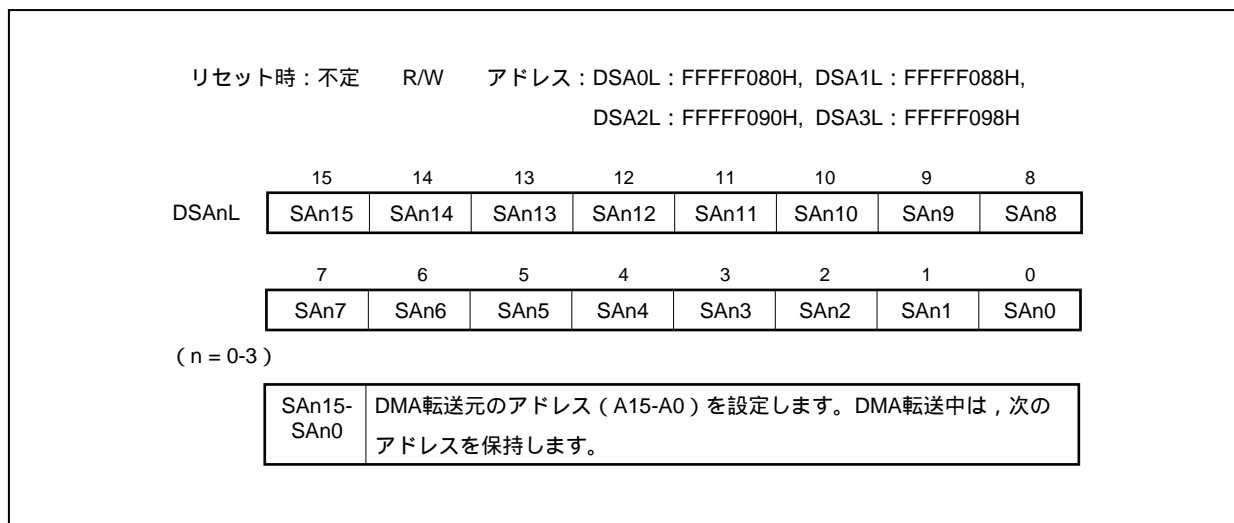 リセット時：不定　　R/W　　アドレス：DSA0L：FFFFF080H, DSA1L：FFFFF088H,
DSA2L：FFFFF090H, DSA3L：FFFFF098H
15 14 13 12 11 10 9 8
DSAnL SAn15 SAn14 SAn13 SAn12 SAn11 SAn10 SAn9 SAn8
7 6 5 4 3 2 1 0
SAn7 SAn6 SAn5 SAn4 SAn3 SAn2 SAn1 SAn0
（n = 0-3）
SAn15-
SAn0
DMA転送元のアドレス（A15-A0）を設定します。DMA転送中は，次の
アドレスを保持します。